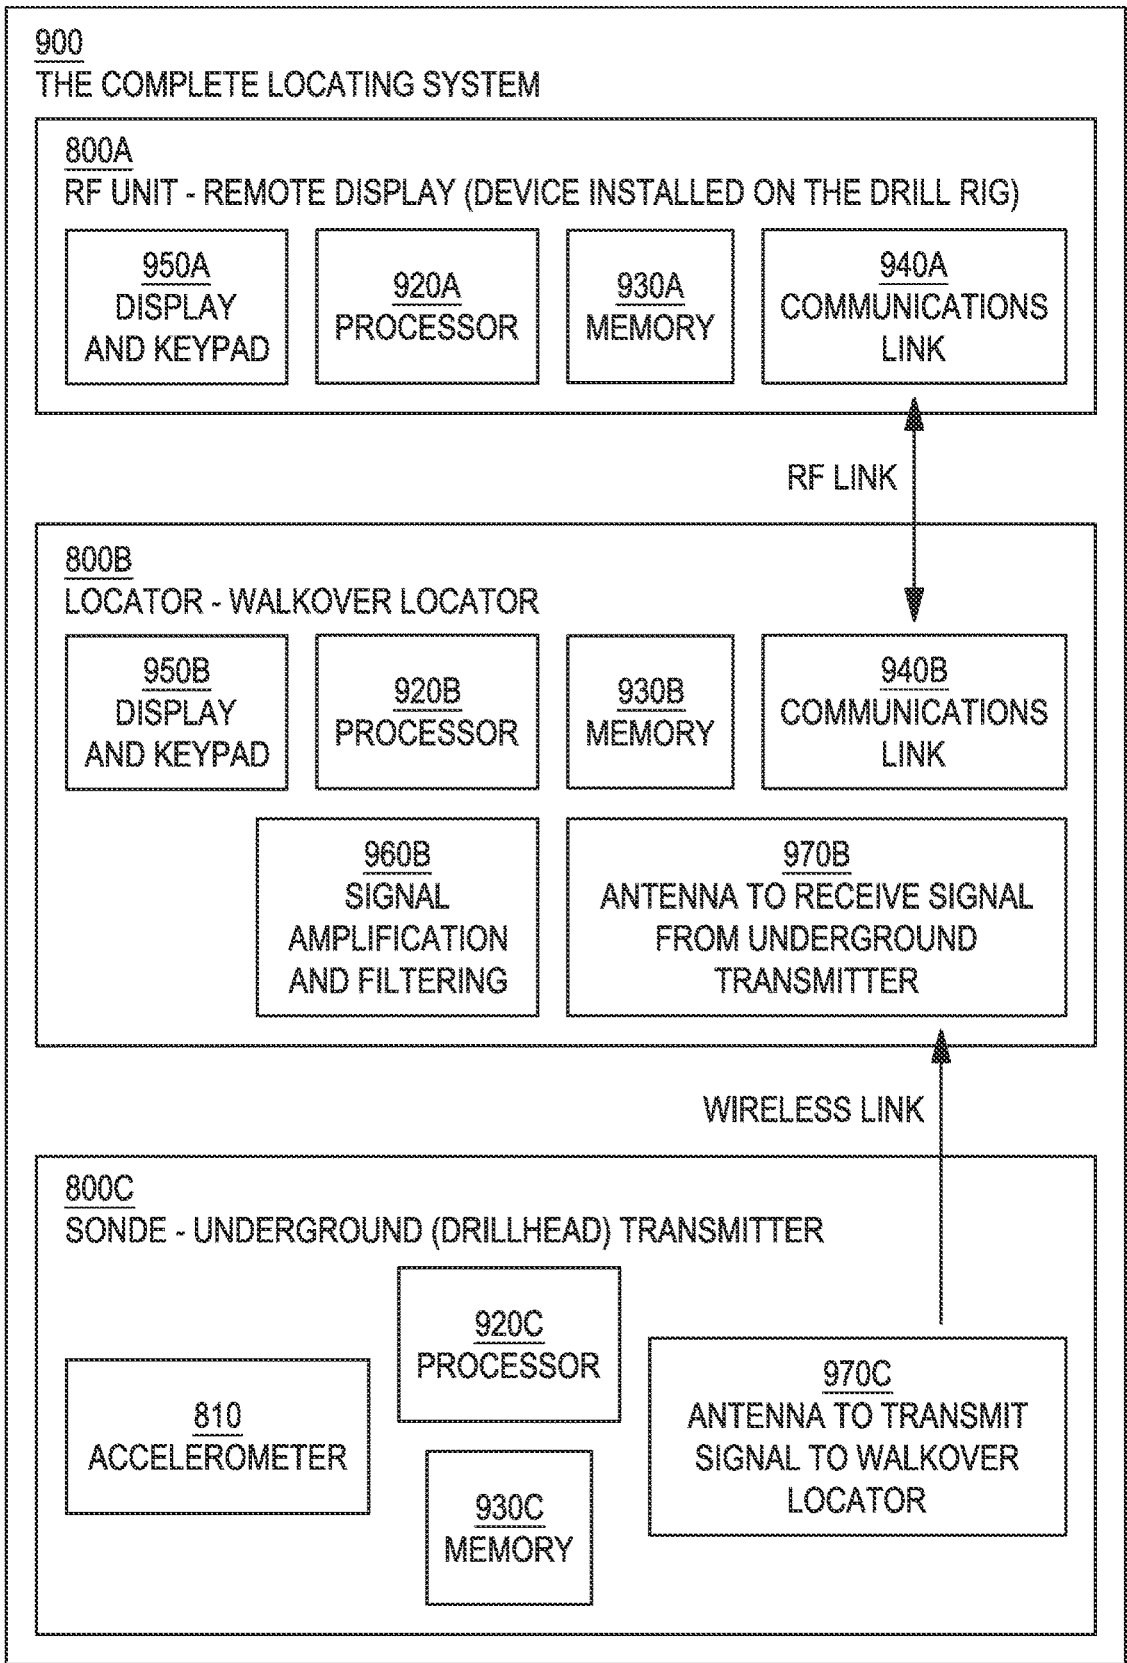 900
THE COMPLETE LOCATING SYSTEM
800A
RF UNIT - REMOTE DISPLAY (DEVICE INSTALLED ON THE DRILL RIG)
950A
DISPLAY
AND KEYPAD
920A
PROCESSOR
930A
MEMORY
940A
COMMUNICATIONS
LINK
RF LINK
800B
LOCATOR - WALKOVER LOCATOR
950B
DISPLAY
AND KEYPAD
920B
PROCESSOR
930B
MEMORY
940B
COMMUNICATIONS
LINK
960B
SIGNAL
AMPLIFICATION
AND FILTERING
970B
ANTENNA TO RECEIVE SIGNAL
FROM UNDERGROUND
TRANSMITTER
WIRELESS LINK
800C
SONDE - UNDERGROUND (DRILLHEAD) TRANSMITTER
810
ACCELEROMETER
920C
PROCESSOR
930C
MEMORY
970C
ANTENNA TO TRANSMIT
SIGNAL TO WALKOVER
LOCATOR